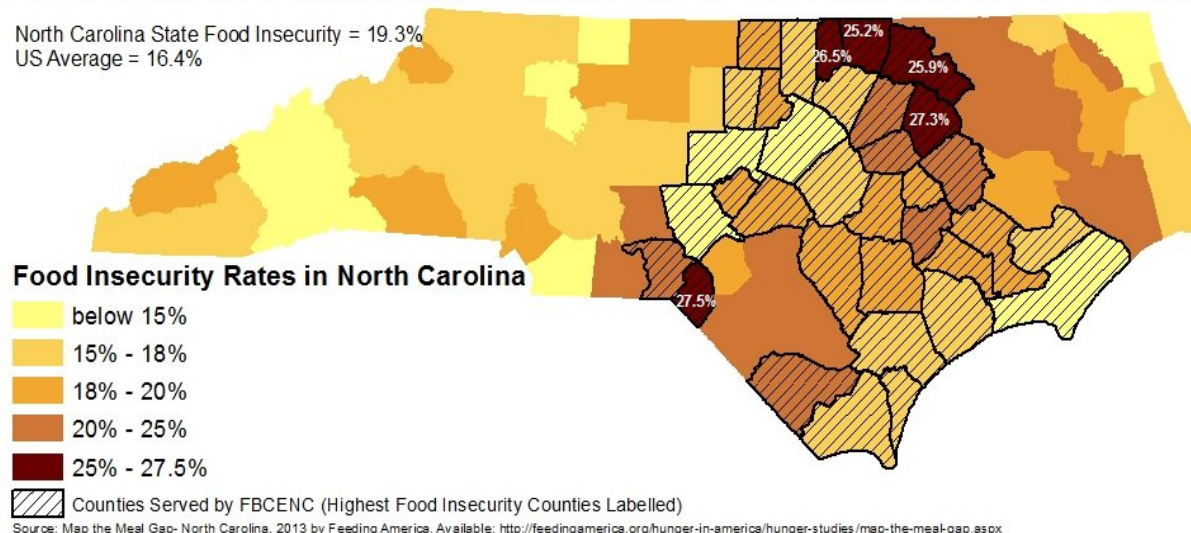 North Carolina State Food Insecurity = 19.3%
US Average = 16.4%
25.2%
26.5%
25.9%
27.3%
27.5%
Food Insecurity Rates in North Carolina
below 15%
15% - 18%
18% - 20%
20% - 25%
25% - 27.5%
Counties Served by FBCENC (Highest Food Insecurity Counties Labelled)
Source: Map the Meal Gap- North Carolina, 2013 by Feeding America. Available: http://feedingamerica.org/hunger-in-america/hunger-studies/map-the-meal-gap.aspx